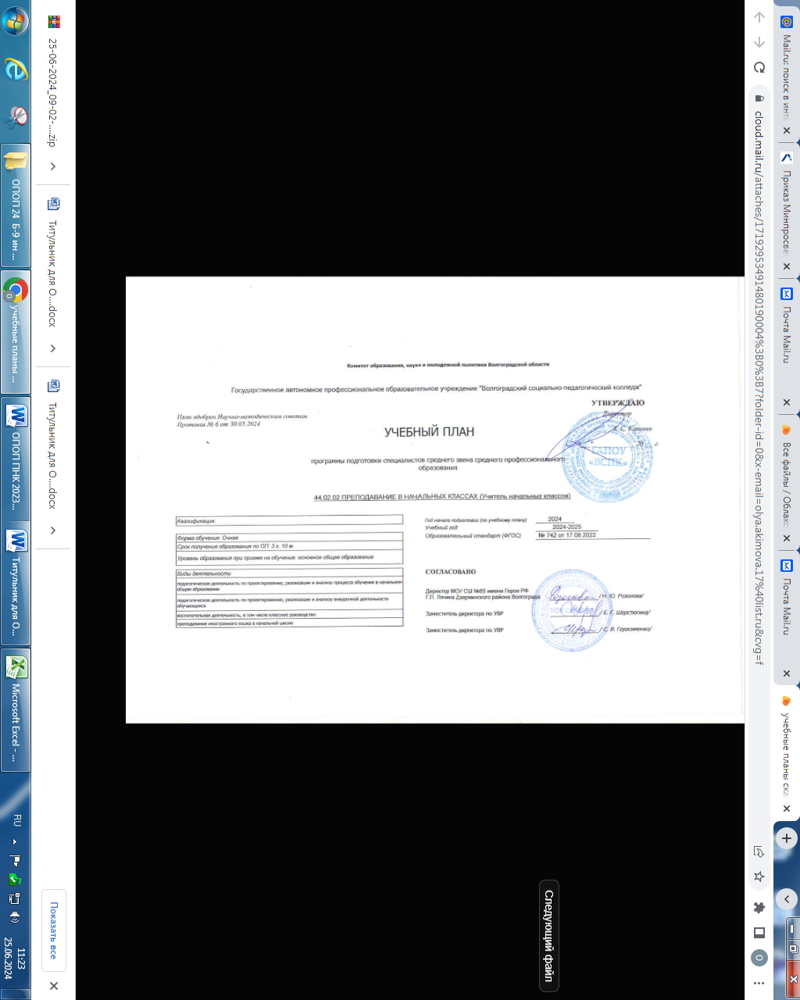 Mail.ru: поиск в инте
Приказ Минпросве
Почта Mail.ru
Все файлы / Облако
Почта Mail.ru
учебные планы ска
cloud.mail.ru/attaches/17192953491480190004%3B0%3B7?folder-id=0&x-email=olya.akimova.17%40list.ru&cvg=f
Комитет образования, науки и молодежной политики Волгоградской области
Государственное автономное профессиональное образовательное учреждение "Волгоградский социально-педагогический колледж"
УТВЕРЖДАЮ
Директор
А. С. Калинин
20 г.
ГАПОУ
«ВСПК»
План одобрен Научно-методическим советом
Протокол № 6 от 30.05.2024
УЧЕБНЫЙ ПЛАН
программы подготовки специалистов среднего звена среднего профессионального
образования
44.02.02 ПРЕПОДАВАНИЕ В НАЧАЛЬНЫХ КЛАССАХ (Учитель начальных классов)
Квалификация:
Форма обучения: Очная
Срок получения образования по ОП: 3 г. 10 м.
Уровень образования при приеме на обучение: основное общее образование
Виды деятельности
педагогическая деятельность по проектированию, реализации и анализу процесса обучения в начальном
общем образовании
педагогическая деятельность по проектированию, реализации и анализу внеурочной деятельности
обучающихся
воспитательная деятельность, в том числе классное руководство
преподавание иностранного языка в начальной школе
Год начала подготовки (по учебному плану) 2024
Учебный год 2024-2025
Образовательный стандарт (ФГОС) № 742 от 17.08.2022
СОГЛАСОВАНО
Директор МОУ СШ №85 имени Героя РФ
Г.П. Лячина Дзержинского района Волгограда / Н. Ю. Розонова/
Заместитель директора по УВР / Е. Г. Шерстюгина/
Заместитель директора по УВР / С. В. Герасименко/
Следующий файл
25-06-2024_09-02-....zip
Титульник для О....docx
Титульник для О....docx
Показать все
ОПОП 24 Б-9 ин ...
учебные планы ...
ОПОП ПНК 2023-...
Титульник для О...
Microsoft Excel - ...
RU
11:23
25.06.2024